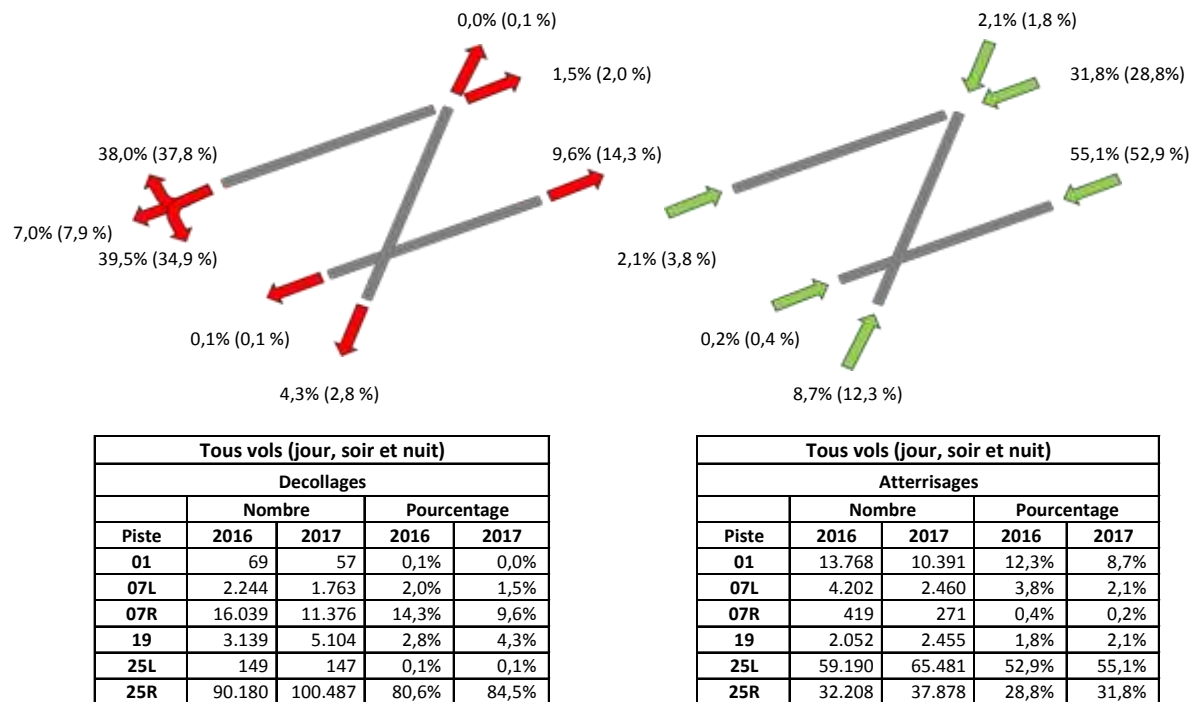 0,0% (0,1 %)
1,5% (2,0 %)
38,0% (37,8 %)
9,6% (14,3 %)
7,0% (7,9 %)
39,5% (34,9 %)
0,1% (0,1 %)
4,3% (2,8 %)
2,1% (1,8 %)
31,8% (28,8%)
55,1% (52,9 %)
2,1% (3,8 %)
0,2% (0,4 %)
8,7% (12,3 %)
Tous vols (jour, soir et nuit)
Decollages
Nombre Pourcentage
Piste 2016 2017 2016 2017
01 69 57 0,1% 0,0%
07L 2.244 1.763 2,0% 1,5%
07R 16.039 11.376 14,3% 9,6%
19 3.139 5.104 2,8% 4,3%
25L 149 147 0,1% 0,1%
25R 90.180 100.487 80,6% 84,5%
Tous vols (jour, soir et nuit)
Atterrisages
Nombre Pourcentage
Piste 2016 2017 2016 2017
01 13.768 10.391 12,3% 8,7%
07L 4.202 2.460 3,8% 2,1%
07R 419 271 0,4% 0,2%
19 2.052 2.455 1,8% 2,1%
25L 59.190 65.481 52,9% 55,1%
25R 32.208 37.878 28,8% 31,8%